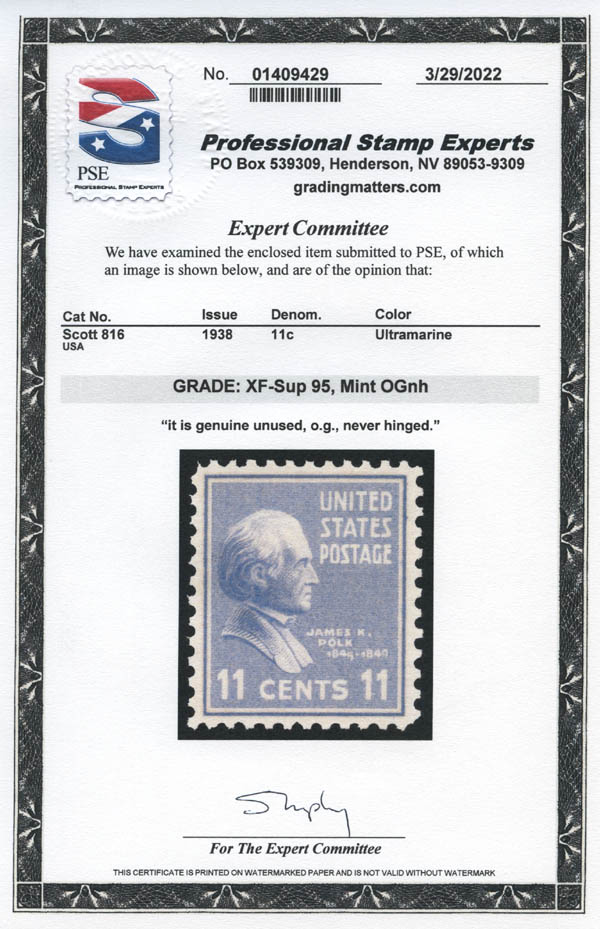 No. 01409429 3/29/2022
PSE
PROFESSIONAL STAMP EXPERTS
Professional Stamp Experts
PO Box 539309, Henderson, NV 89053-9309
gradingmatters.com
Expert Committee
We have examined the enclosed item submitted to PSE, of which
an image is shown below, and are of the opinion that:
Cat No. Issue Denom. Color
Scott 816 1938 11c Ultramarine
USA
GRADE: XF-Sup 95, Mint OGnh
“it is genuine unused, o.g., never hinged.”
UNITED
STATES
POSTAGE
JAMES K.
POLK
1845-1849
11 CENTS 11
For The Expert Committee
THIS CERTIFICATE IS PRINTED ON WATERMARKED PAPER AND IS NOT VALID WITHOUT WATERMARK